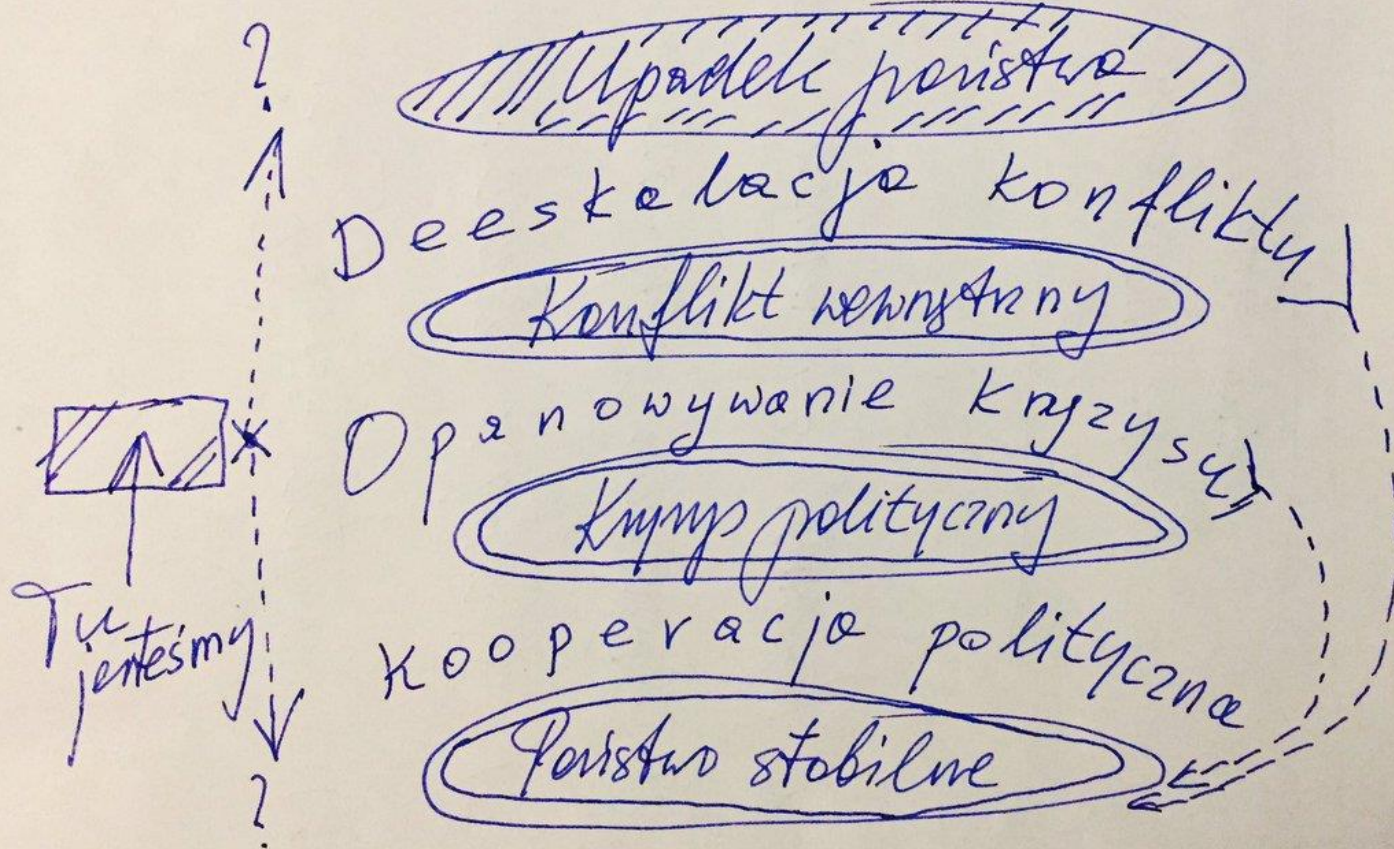 ?
Upadek państwa
Deeskalacja konfliktu
Konflikt wewnętrzny
Opanowywanie kryzysu
Kryzys polityczny
Tu
jesteśmy
Kooperacja polityczna
Państwo stabilne
?